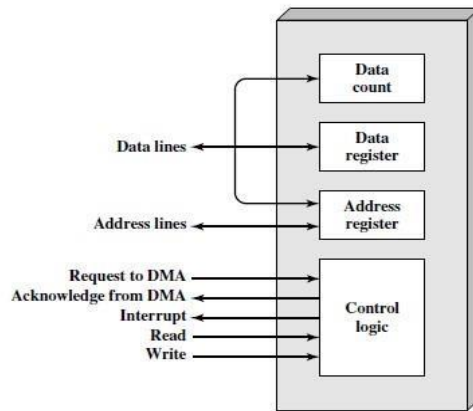 Data
count
Data lines
Data
register
Address lines
Address
register
Request to DMA
Acknowledge from DMA
Interrupt
Read
Write
Control
logic